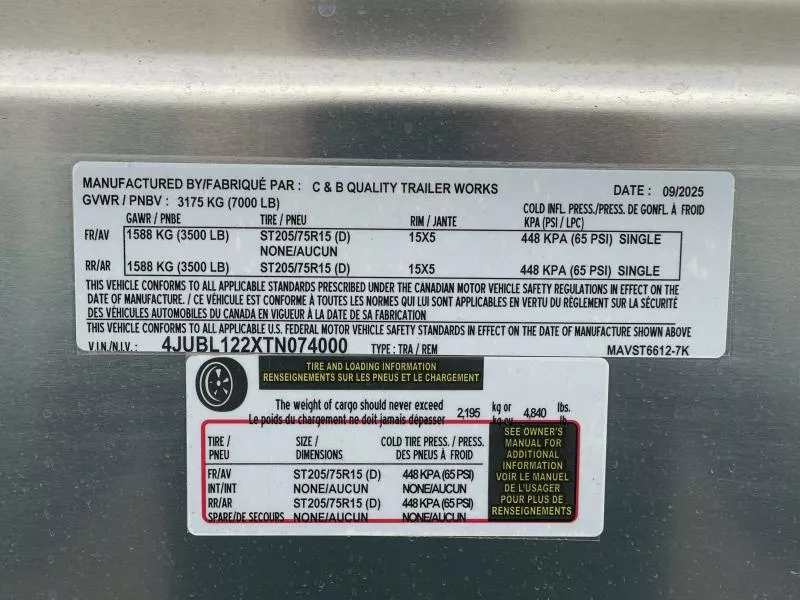 MANUFACTURED BY/FABRIQUÉ PAR : C & B QUALITY TRAILER WORKS DATE : 09/2025
GVWR / PNBV : 3175 KG (7000 LB)
GAWR / PNBE TIRE / PNEU RIM / JANTE COLD INFL. PRESS./PRESS. DE GONFL. À FROID
KPA (PSI / LPC)
FR/AV 1588 KG (3500 LB) ST205/75R15 (D) 15X5 448 KPA (65 PSI) SINGLE
NONE/AUCUN
RR/AR 1588 KG (3500 LB) ST205/75R15 (D) 15X5 448 KPA (65 PSI) SINGLE
THIS VEHICLE CONFORMS TO ALL APPLICABLE STANDARDS PRESCRIBED UNDER THE CANADIAN MOTOR VEHICLE SAFETY REGULATIONS IN EFFECT ON THE
DATE OF MANUFACTURE. / CE VÉHICULE EST CONFORME À TOUTES LES NORMES QUI LUI SONT APPLICABLES EN VERTU DU RÈGLEMENT SUR LA SÉCURITÉ
DES VÉHICULES AUTOMOBILES DU CANADA EN VIGUEUR À LA DATE DE SA FABRICATION
THIS VEHICLE CONFORMS TO ALL APPLICABLE U.S. FEDERAL MOTOR VEHICLE SAFETY STANDARDS IN EFFECT ON THE DATE OF MANUFACTURE SHOWN ABOVE
V.I.N./N.I.V.: 4JUBL122XTN074000 TYPE : TRA / REM MAVST6612-7K
TIRE AND LOADING INFORMATION
RENSEIGNEMENTS SUR LES PNEUS ET LE CHARGEMENT
The weight of cargo should never exceed 2,195 kg or 4,840 lbs.
Le poids du chargement ne doit jamais dépasser kg ou lb.
TIRE / PNEU SIZE / DIMENSIONS COLD TIRE PRESS. / PRESS. DES PNEUS À FROID
FR/AV ST205/75R15 (D) 448 KPA (65 PSI)
INT/INT NONE/AUCUN NONE/AUCUN
RR/AR ST205/75R15 (D) 448 KPA (65 PSI)
SPARE/DE SECOURS NONE/AUCUN NONE/AUCUN
SEE OWNER'S
MANUAL FOR
ADDITIONAL
INFORMATION
VOIR LE MANUEL
DE L'USAGER
POUR PLUS DE
RENSEIGNEMENTS